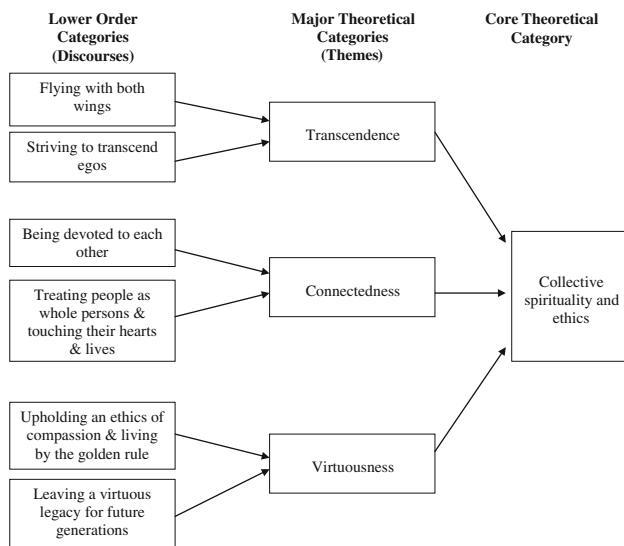 Lower Order
Categories
(Discourses)
Major Theoretical
Categories
(Themes)
Core Theoretical
Category
Flying with both
wings
Striving to transcend
egos
Transcendence
Being devoted to each
other
Treating people as
whole persons &
touching their hearts
& lives
Connectedness
Collective
spirituality and
ethics
Upholding an ethics of
compassion & living
by the golden rule
Leaving a virtuous
legacy for future
generations
Virtuousness